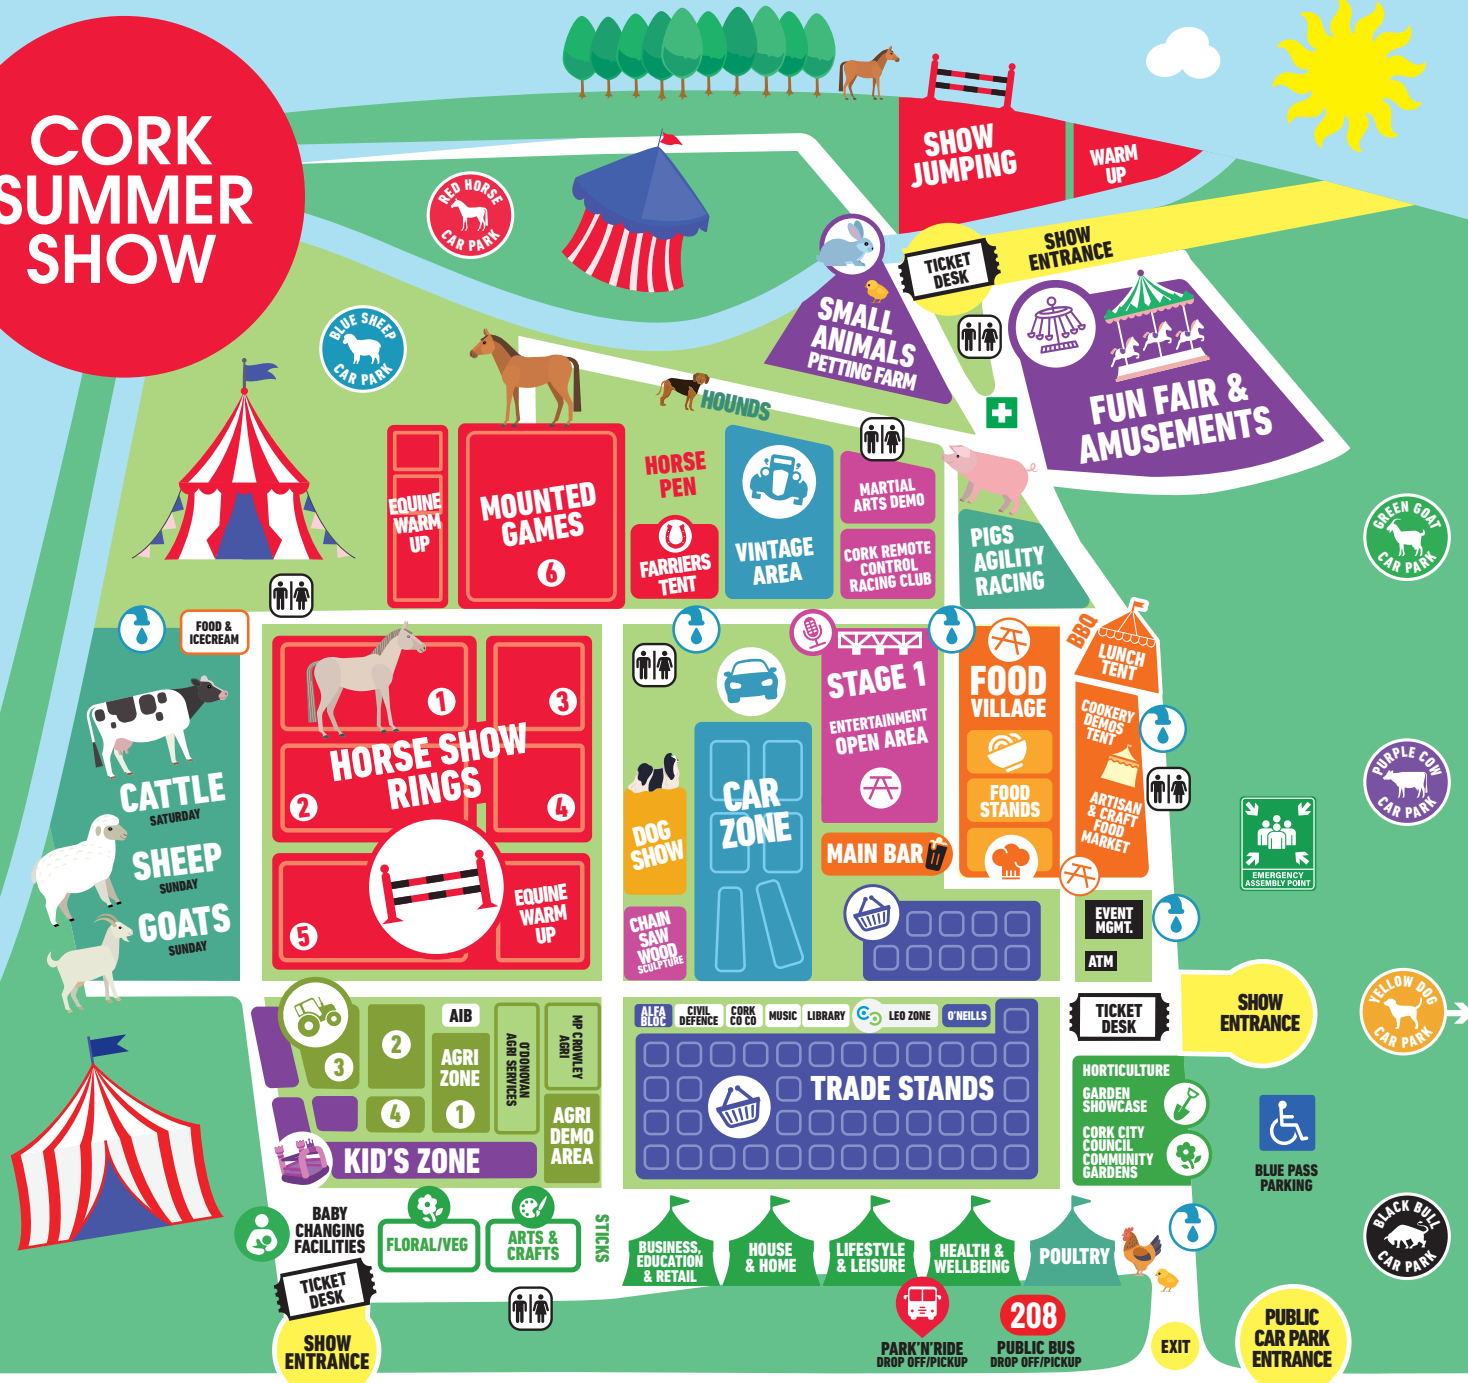 CORK
SUMMER
SHOW
RED HORSE
CAR PARK
BLUE SHEEP
CAR PARK
SHOW
JUMPING
WARM
UP
TICKET
DESK
SHOW
ENTRANCE
SMALL
ANIMALS
PETTING FARM
FUN FAIR &
AMUSEMENTS
HOUNDS
EQUINE
WARM
UP
MOUNTED
GAMES
6
HORSE
PEN
FARRIERS
TENT
VINTAGE
AREA
MARTIAL
ARTS DEMO
CORK REMOTE
CONTROL
RACING CLUB
PIGS
AGILITY
RACING
GREEN GOAT
CAR PARK
FOOD &
ICECREAM
CATTLE
SATURDAY
SHEEP
SUNDAY
GOATS
SUNDAY
1
3
HORSE SHOW
RINGS
2
4
5
EQUINE
WARM
UP
DOG
SHOW
CHAIN
SAW
WOOD
SCULPTURE
CAR
ZONE
STAGE 1
ENTERTAINMENT
OPEN AREA
MAIN BAR
FOOD
VILLAGE
FOOD
STANDS
BBQ
LUNCH
TENT
COOKERY
DEMOS
TENT
ARTISAN
& CRAFT
FOOD
MARKET
PURPLE COW
CAR PARK
EMERGENCY
ASSEMBLY POINT
EVENT
MGMT.
ATM
TICKET
DESK
SHOW
ENTRANCE
YELLOW DOG
CAR PARK
3
2
4
AIB
AGRI
ZONE
1
O'DONOVAN
AGRI SERVICES
MP CROWLEY
AGRI
AGRI
DEMO
AREA
KID'S ZONE
ALFA
BLOC
CIVIL
DEFENCE
CORK
CO CO
MUSIC
LIBRARY
LEO ZONE
O'NEILLS
TRADE STANDS
HORTICULTURE
GARDEN
SHOWCASE
CORK CITY
COUNCIL
COMMUNITY
GARDENS
BLUE PASS
PARKING
BLACK BULL
CAR PARK
BABY
CHANGING
FACILITIES
FLORAL/VEG
ARTS &
CRAFTS
STICKS
BUSINESS,
EDUCATION
& RETAIL
HOUSE
& HOME
LIFESTYLE
& LEISURE
HEALTH &
WELLBEING
POULTRY
TICKET
DESK
SHOW
ENTRANCE
PARK'N'RIDE
DROP OFF/PICKUP
208
PUBLIC BUS
DROP OFF/PICKUP
EXIT
PUBLIC
CAR PARK
ENTRANCE